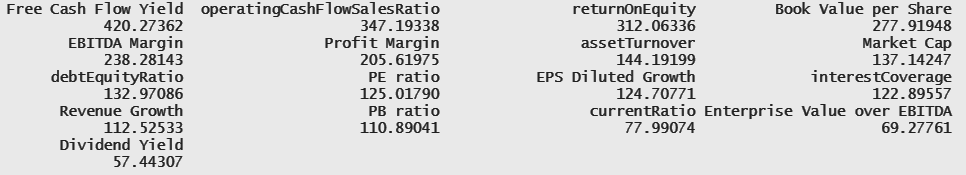 Free Cash Flow Yield operatingCashFlowSalesRatio returnOnEquity Book Value per Share
420.27362 347.19338 312.06336 277.91948
EBITDA Margin Profit Margin assetTurnover Market Cap
238.28143 205.61975 144.19199 137.14247
debtEquityRatio PE ratio EPS Diluted Growth interestCoverage
132.97086 125.01790 124.70771 122.89557
Revenue Growth PB ratio currentRatio Enterprise Value over EBITDA
112.52533 110.89041 77.99074 69.27761
Dividend Yield
57.44307